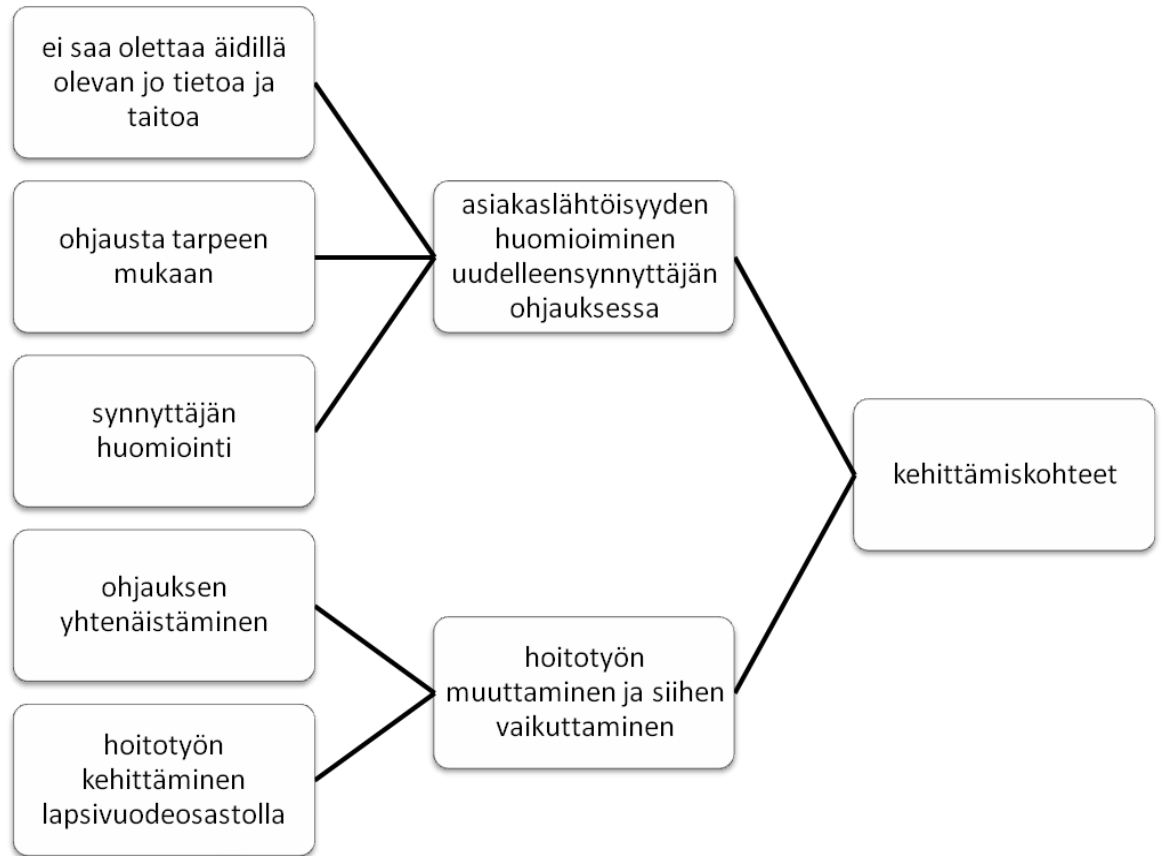 ei saa olettaa äidillä
olevan jo tietoa ja
taitoa
ohjausta tarpeen
mukaan
synnyttäjän
huomiointi
ohjauksen
yhtenäistäminen
hoitotyön
kehittäminen
lapsivuodeosastolla
asiakaslähtöisyyden
huomioiminen
uudelleensynnyttäjän
ohjauksessa
hoitotyön
muuttaminen ja siihen
vaikuttaminen
kehittämiskohteet